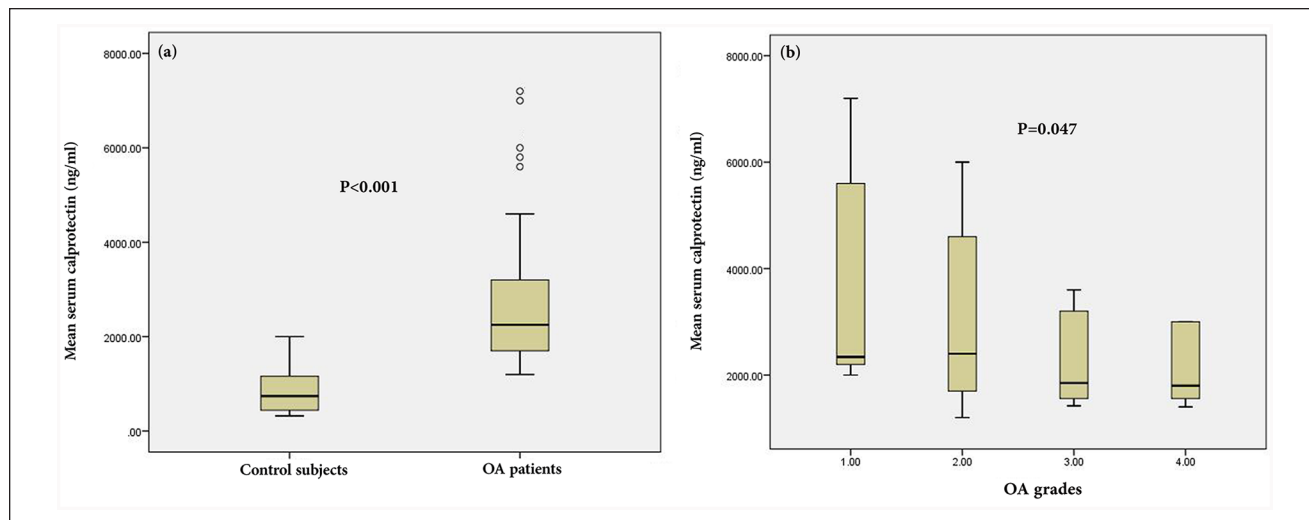 (a)
8000.00
6000.00
4000.00
2000.00
.00
Mean serum calprotectin (ng/ml)
P<0.001
Control subjects
OA patients
(b)
8000.00
6000.00
4000.00
2000.00
Mean serum calprotectin (ng/ml)
P=0.047
1.00
2.00
3.00
4.00
OA grades